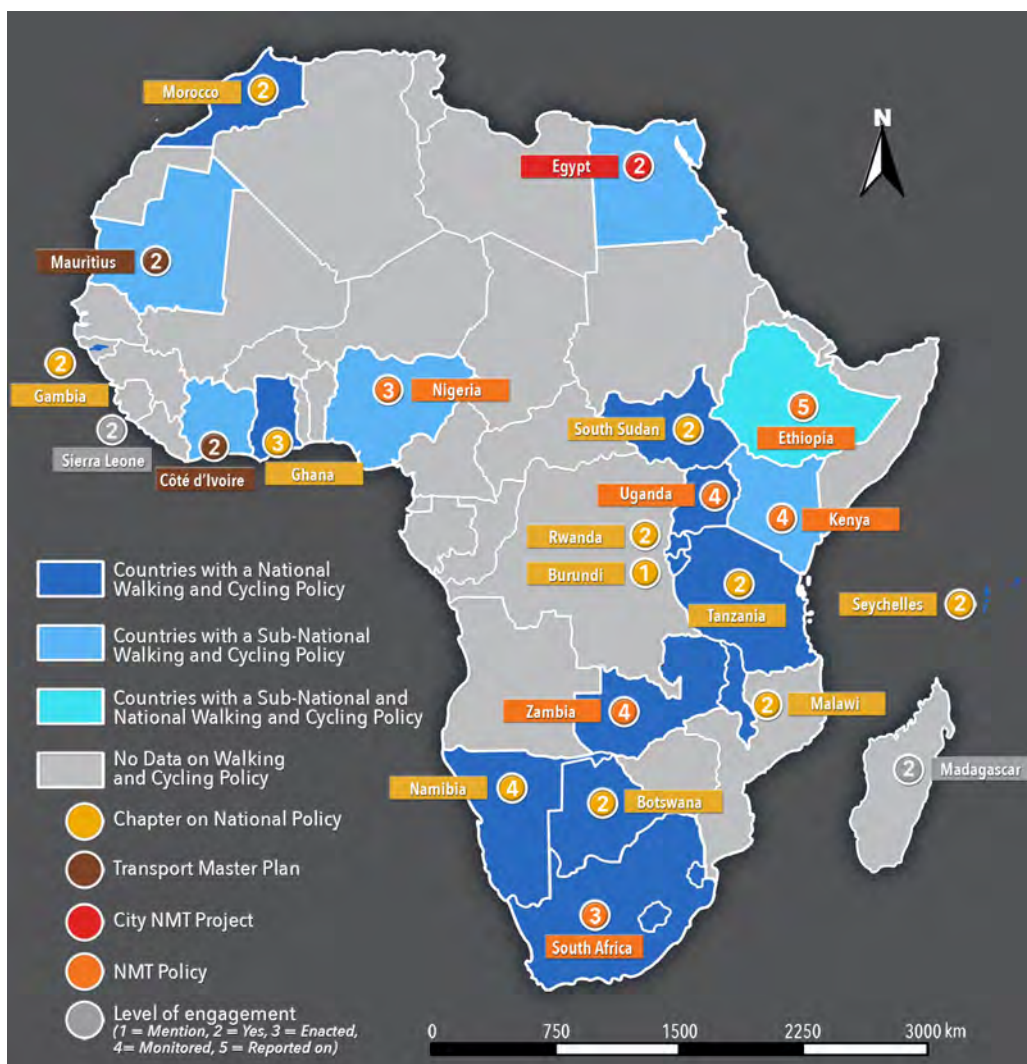 Morocco
2
N
Egypt
2
Mauritius
2
2
Gambia
3
Nigeria
2
Sierra Leone
2
Côté d’Ivoire
3
Ghana
South Sudan
2
5
Ethiopia
Uganda
4
4
Kenya
Rwanda
2
Burundi
1
2
Tanzania
Seychelles
2
Zambia
4
2
Malawi
Namibia
4
2
Botswana
2
Madagascar
3
South Africa
Countries with a National
Walking and Cycling Policy
Countries with a Sub-National
Walking and Cycling Policy
Countries with a Sub-National and
National Walking and Cycling Policy
No Data on Walking
and Cycling Policy
Chapter on National Policy
Transport Master Plan
City NMT Project
NMT Policy
Level of engagement
(1 = Mention, 2 = Yes, 3 = Enacted,
4= Monitored, 5 = Reported on)
0 750 1500 2250 3000 km